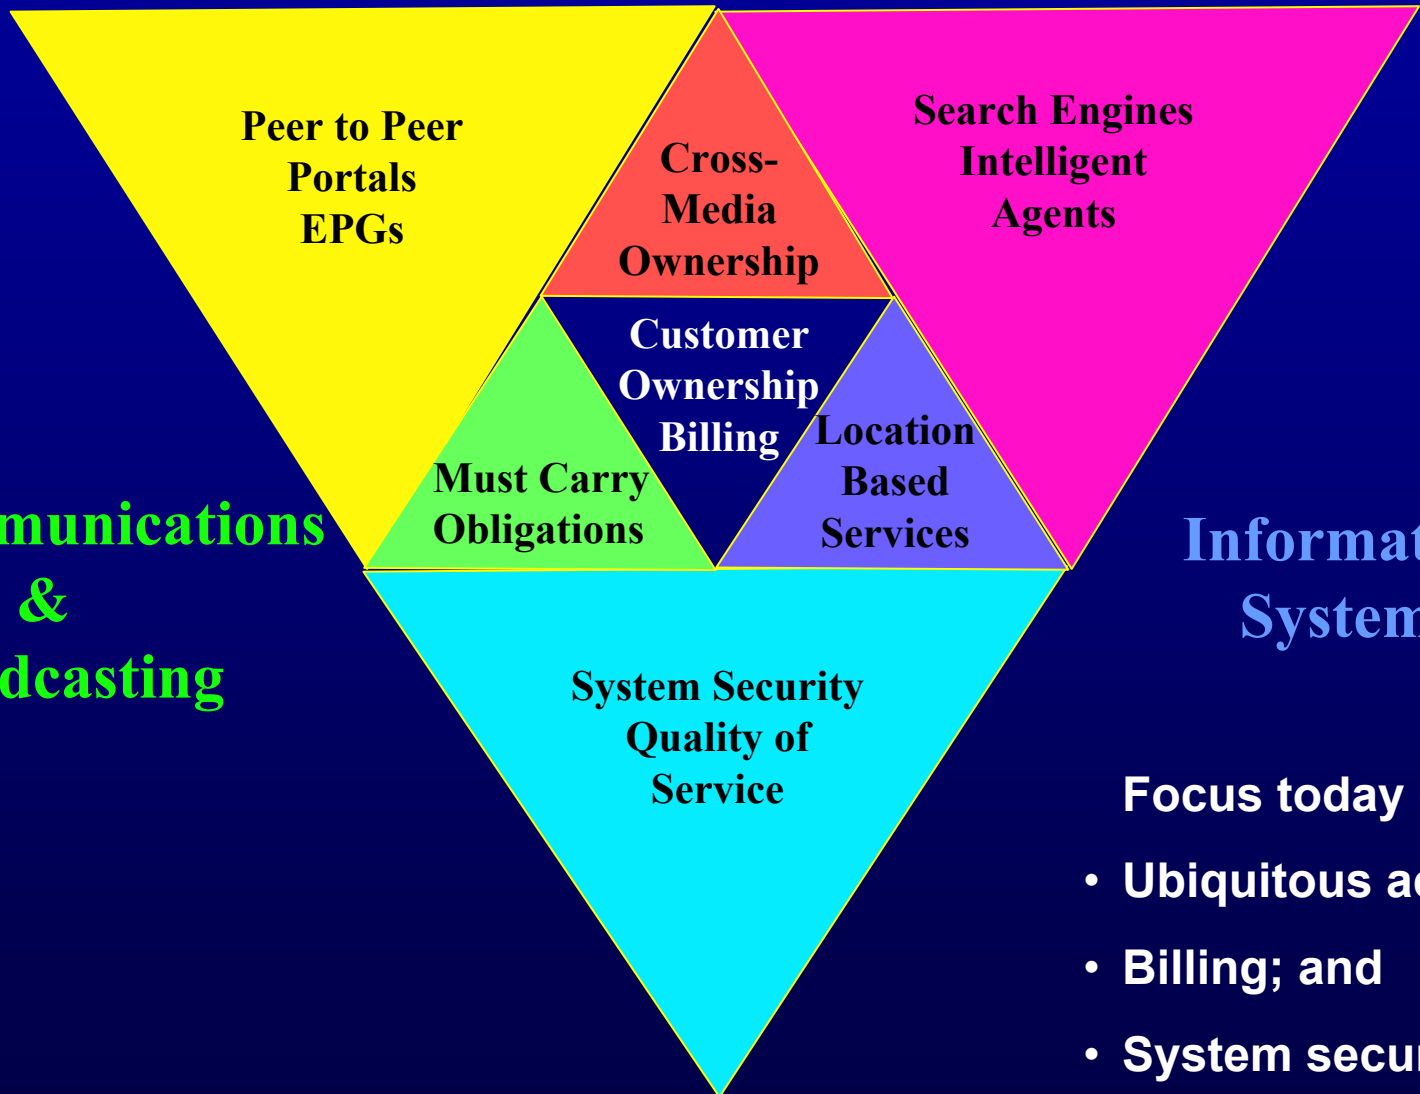 Peer to Peer
Portals
EPGs
Cross-
Media
Ownership
Search Engines
Intelligent
Agents
Customer
Ownership
Billing
Must Carry
Obligations
Location
Based
Services
munications
&
dcasting
Informat
System
System Security
Quality of
Service
Focus today
• Ubiquitous a
• Billing; and
• System secur